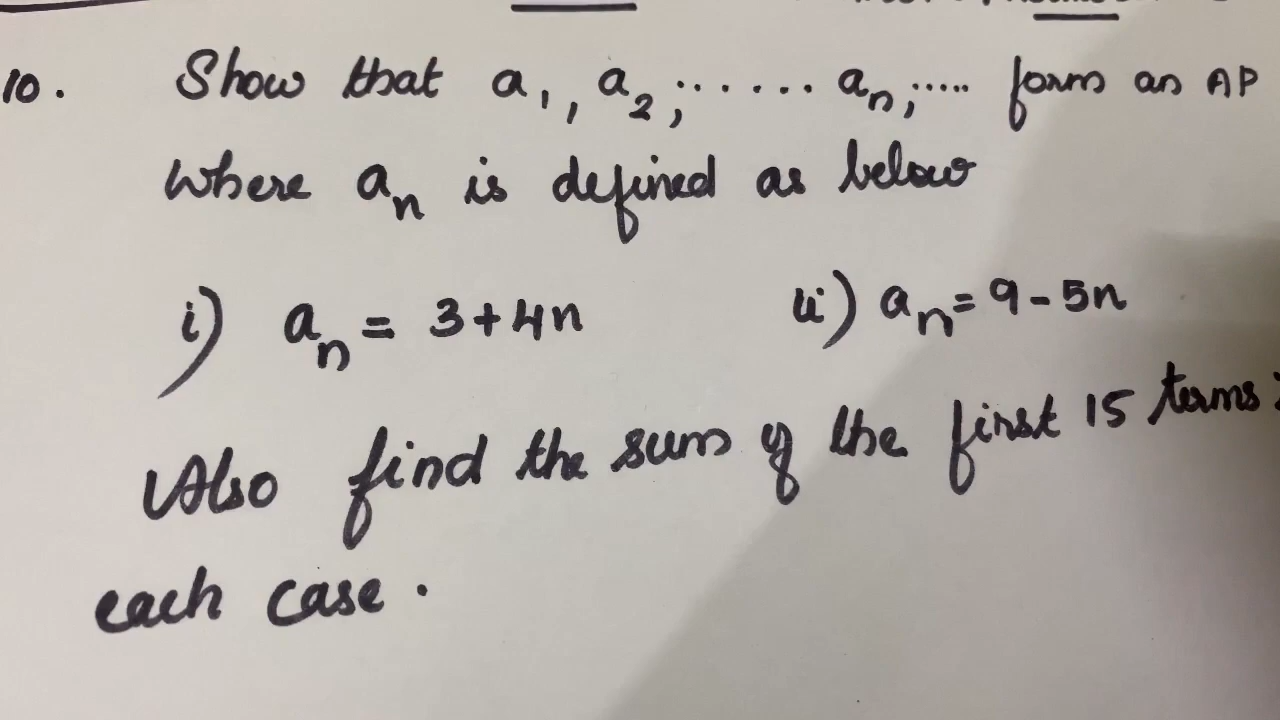 10. Show that a₁, a₂, ...... aₙ, ..... form an AP
where aₙ is defined as below
i) aₙ = 3+4n ii) aₙ = 9-5n
Also find the sum of the first 15 terms
each case.